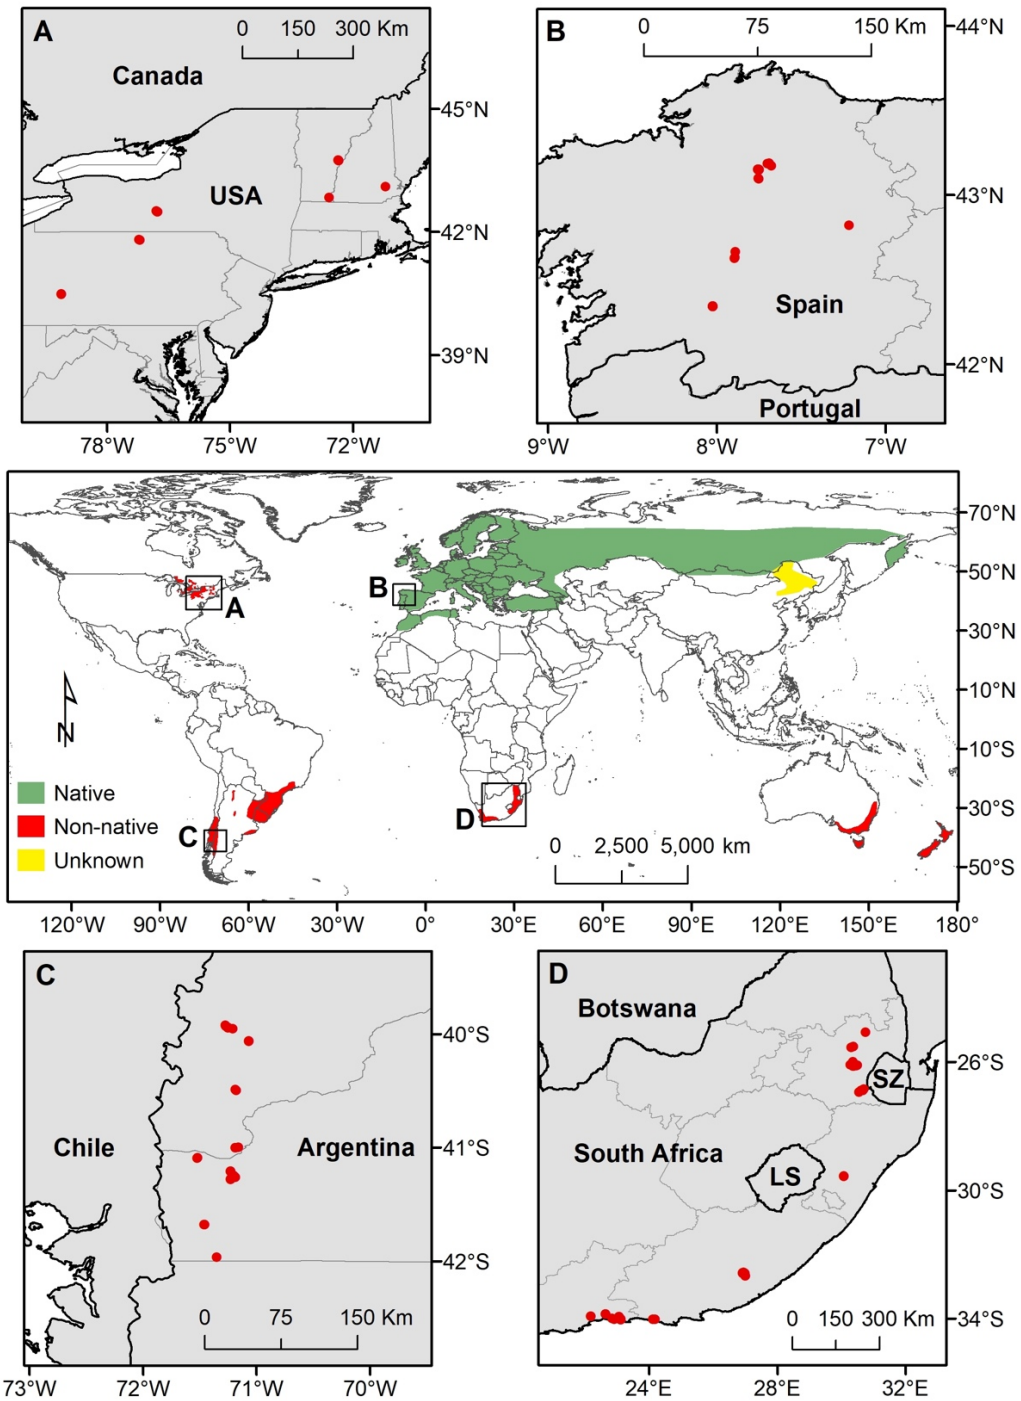 A
0 150 300 Km
Canada
USA
45°N
42°N
39°N
78°W 75°W 72°W
B
0 75 150 Km
Spain
Portugal
44°N
43°N
42°N
9°W 8°W 7°W
A
B
C
D
N
Native
Non-native
Unknown
0 2,500 5,000 km
70°N
50°N
30°N
10°N
10°S
30°S
50°S
120°W 90°W 60°W 30°W 0 30°E 60°E 90°E 120°E 150°E 180°
C
Chile
Argentina
0 75 150 Km
40°S
41°S
42°S
73°W 72°W 71°W 70°W
D
Botswana
SZ
South Africa
LS
0 150 300 Km
26°S
30°S
34°S
24°E 28°E 32°E